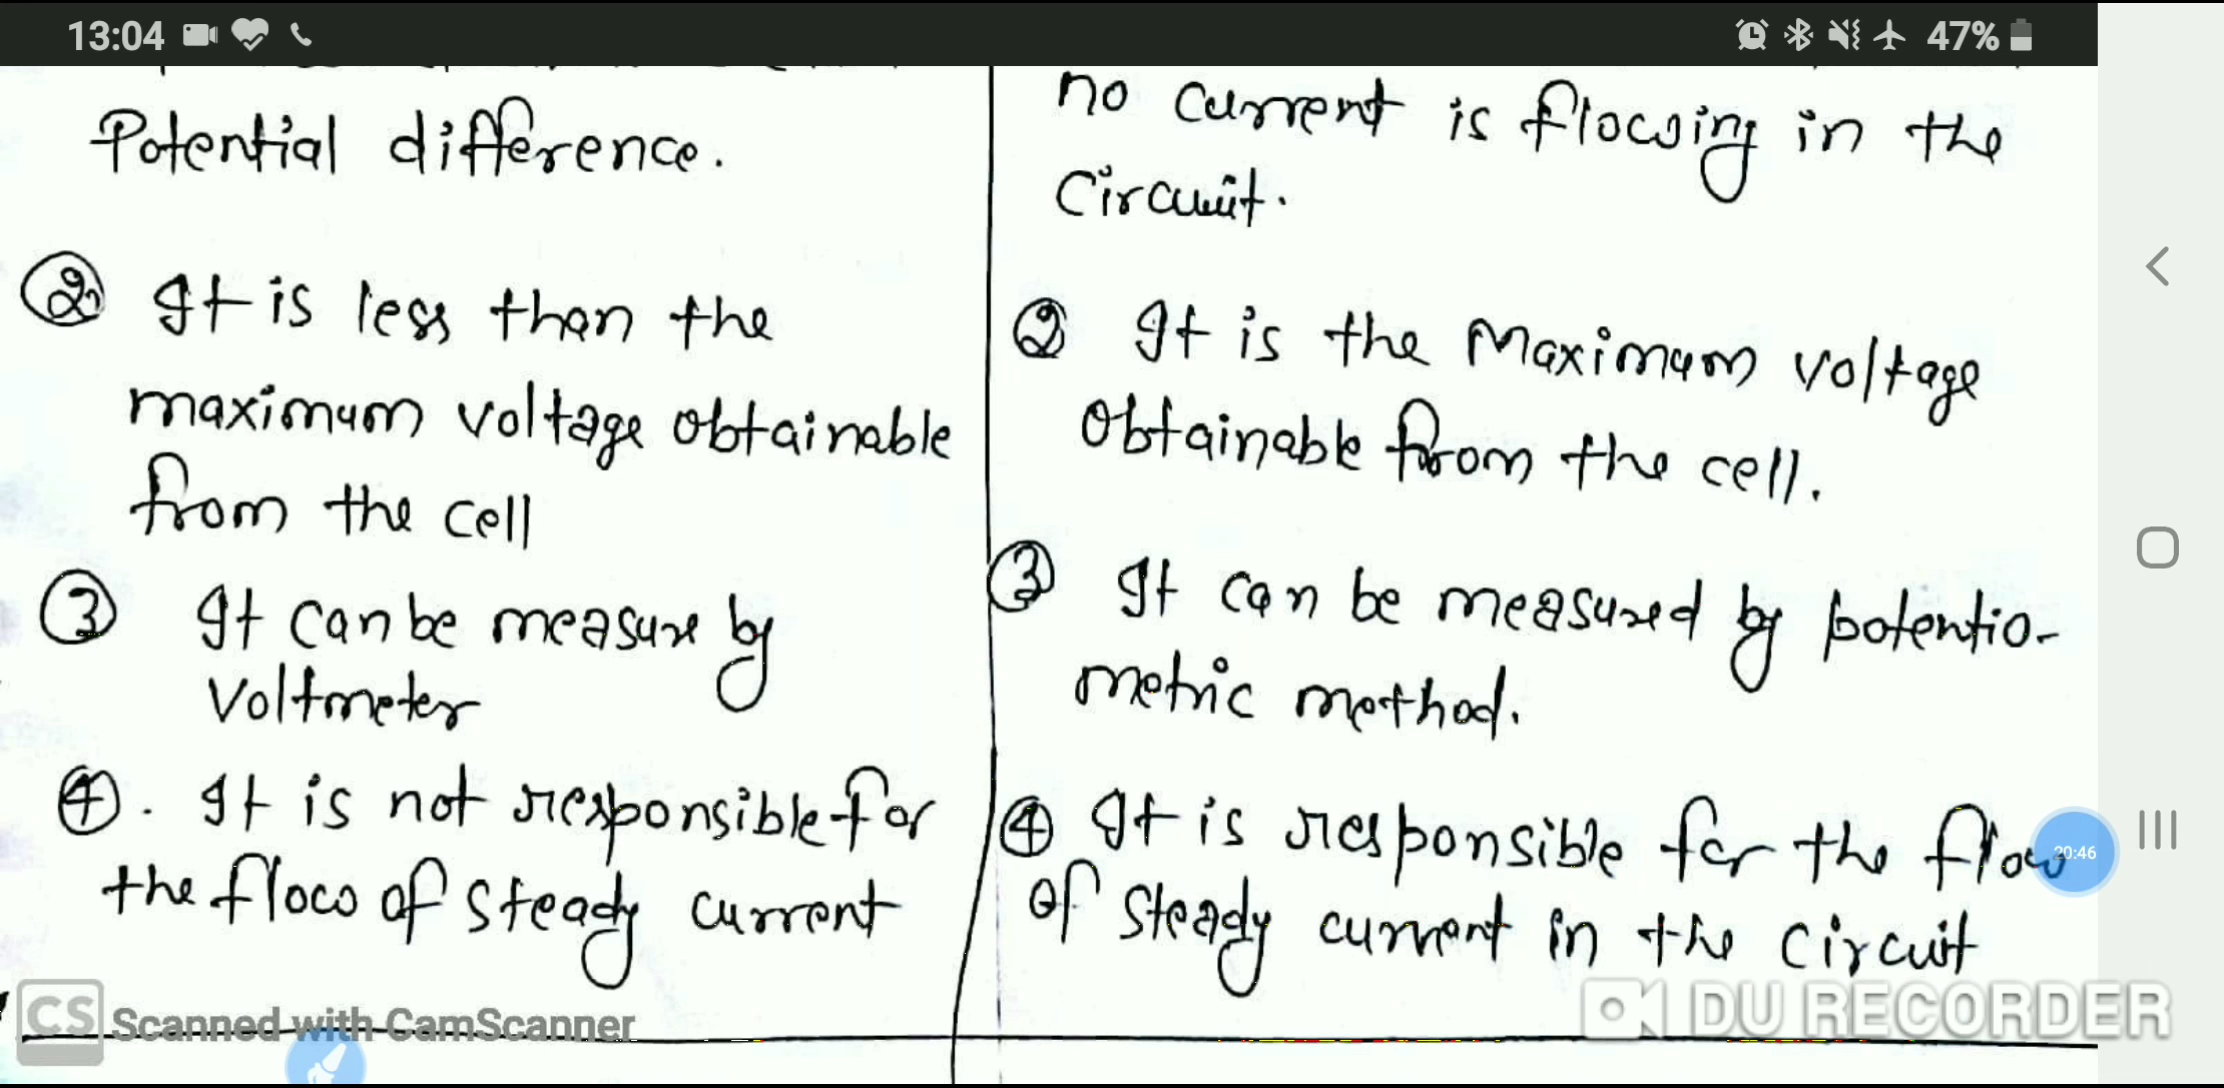 13:04
47%
Potential difference.
② It is less than the
maximum voltage obtainable
from the cell
③ It can be measure by
Voltmeter
④. It is not responsible for
the flow of steady current
no current is flowing in the
Circuit.
② It is the Maximum voltage
Obtainable from the cell.
③ It can be measured by potentio-
metric method.
④ It is responsible for the flow
of steady current in the circuit
20:46
CS Scanned with CamScanner
DU RECORDER